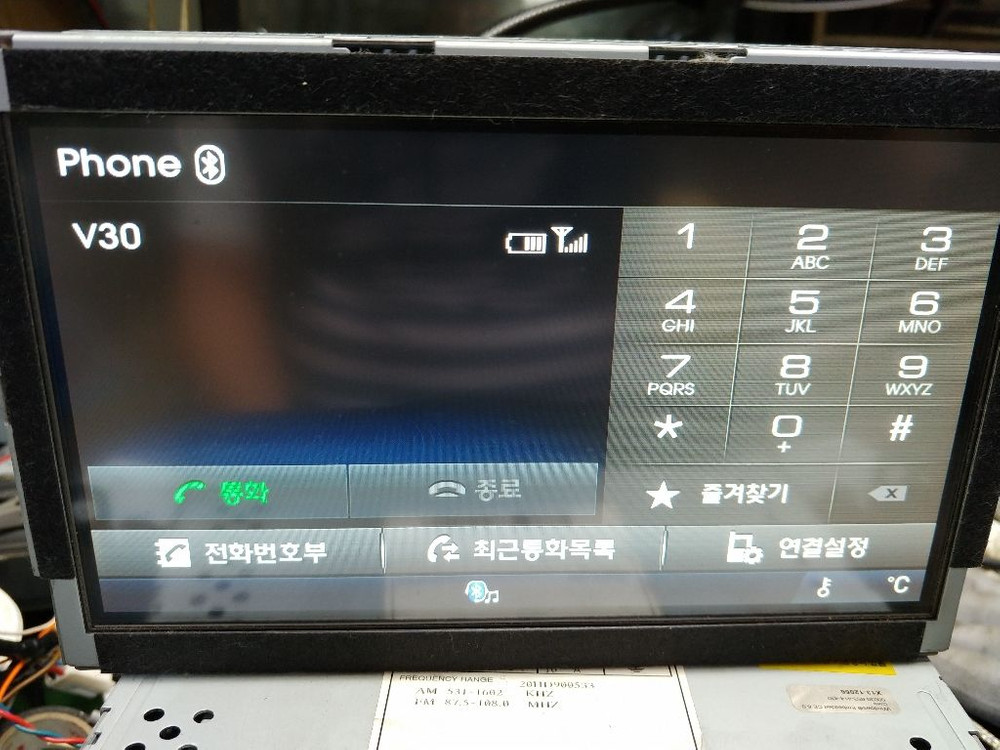 Phone
V30
1
2 ABC
3 DEF
4 GHI
5 JKL
6 MNO
7 PQRS
8 TUV
9 WXYZ
*
0 +
#
통화
종료
즐겨찾기
전화번호부
최근통화목록
연결설정
°C
FREQUENCY RANGE
AM 531-1602 KHZ
FM 87.5-108.0 MHZ